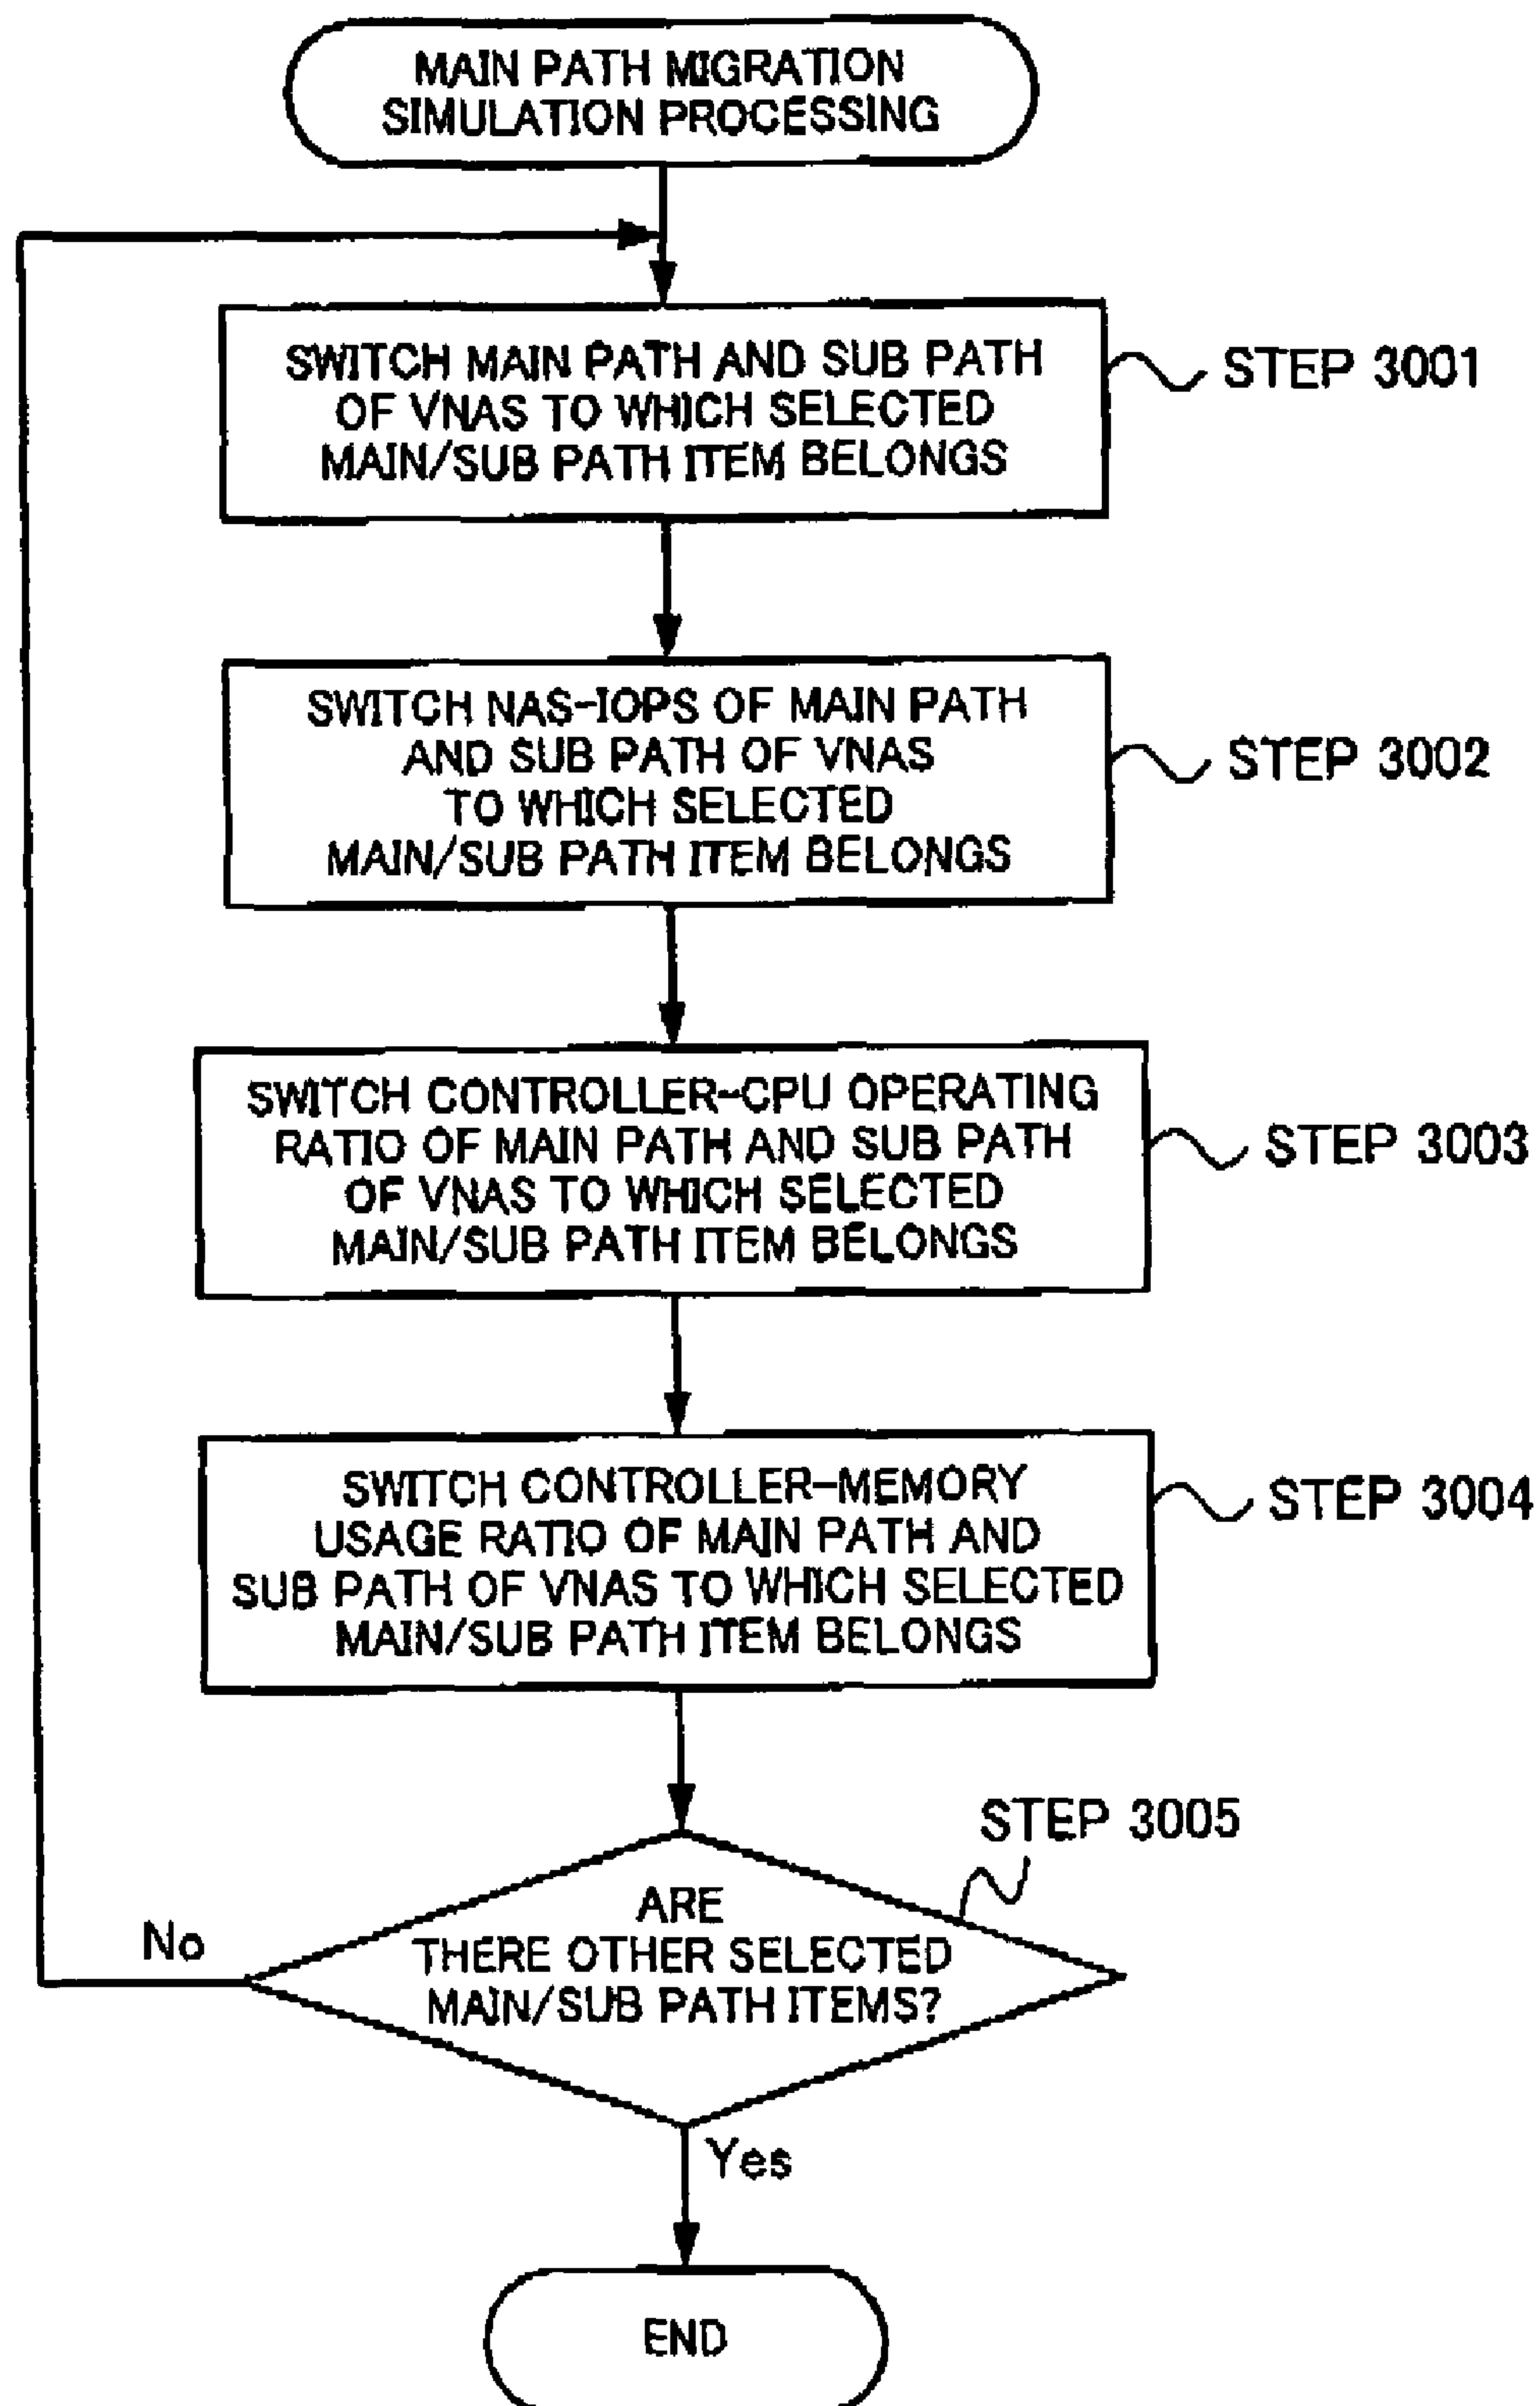 MAIN PATH MIGRATION
SIMULATION PROCESSING
SWITCH MAIN PATH AND SUB PATH
OF VNAS TO WHICH SELECTED
MAIN/SUB PATH ITEM BELONGS
STEP 3001
SWITCH NAS-IOPS OF MAIN PATH
AND SUB PATH OF VNAS
TO WHICH SELECTED
MAIN/SUB PATH ITEM BELONGS
STEP 3002
SWITCH CONTROLLER-CPU OPERATING
RATIO OF MAIN PATH AND SUB PATH
OF VNAS TO WHICH SELECTED
MAIN/SUB PATH ITEM BELONGS
STEP 3003
SWITCH CONTROLLER-MEMORY
USAGE RATIO OF MAIN PATH AND
SUB PATH OF VNAS TO WHICH SELECTED
MAIN/SUB PATH ITEM BELONGS
STEP 3004
STEP 3005
ARE
THERE OTHER SELECTED
MAIN/SUB PATH ITEMS?
No
Yes
END